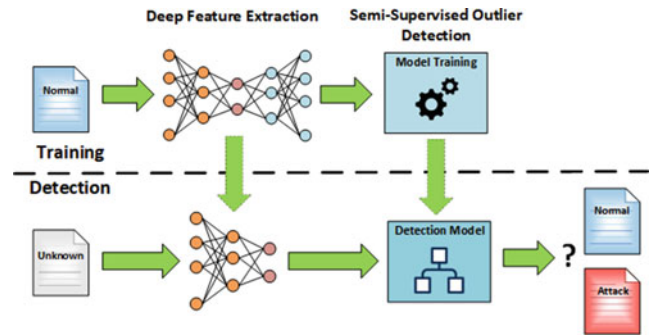 Deep Feature Extraction
Semi-Supervised Outlier
Detection
Normal
Model Training
Training
Detection
Unknown
Detection Model
?
Normal
Attack